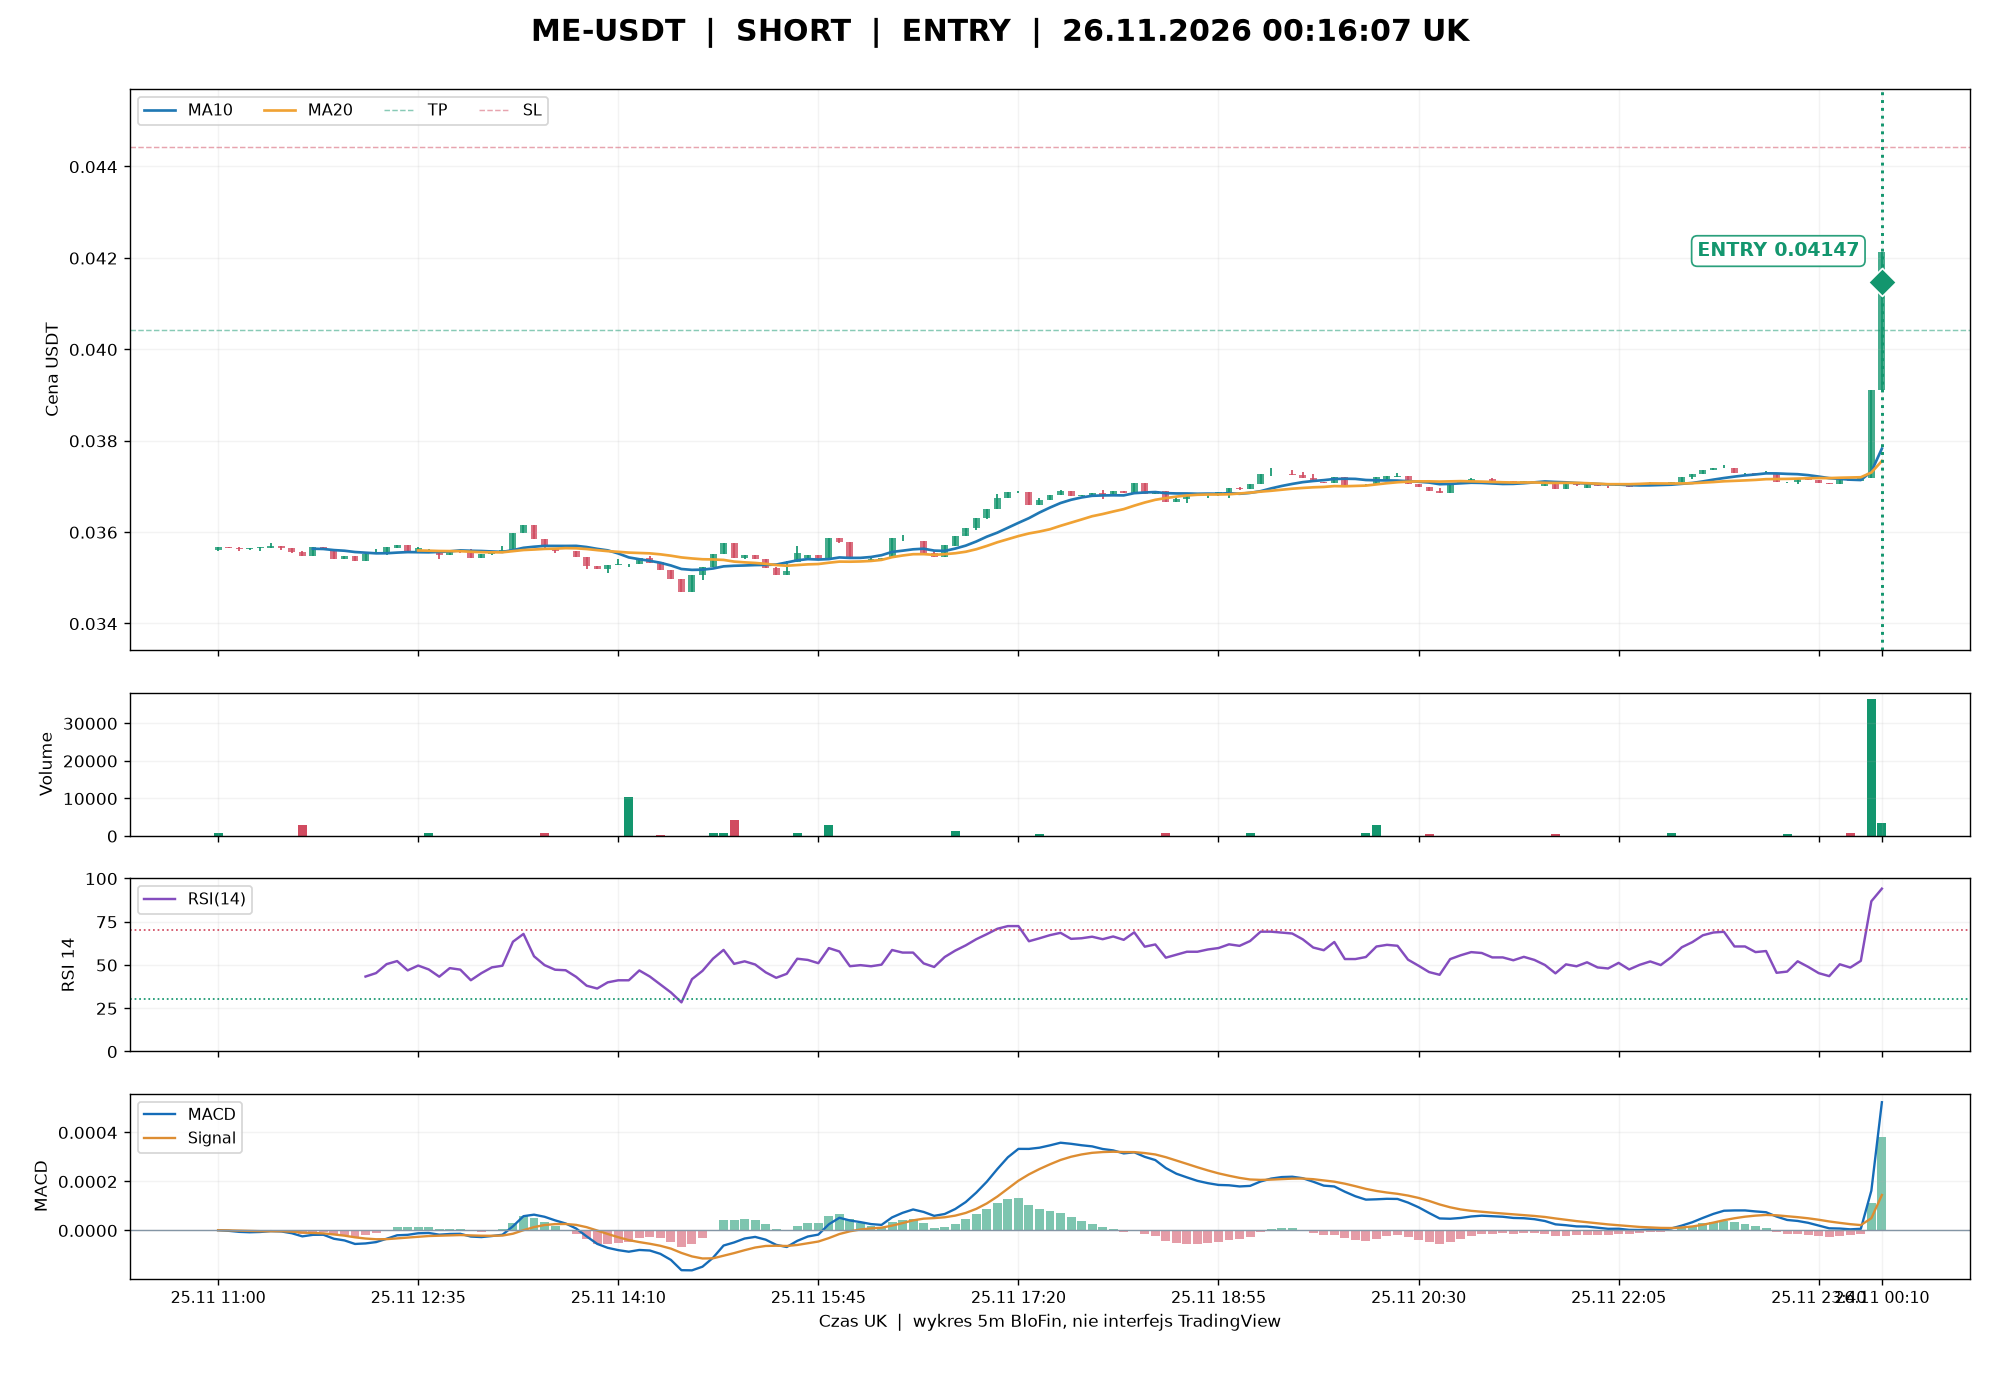 ME-USDT | SHORT | ENTRY | 26.11.2026 00:16:07 UK
MA10 MA20 TP SL
0.044
0.042
0.040
0.038
0.036
0.034
Cena USDT
ENTRY 0.04147
30000
20000
10000
0
Volume
RSI(14)
100
75
50
25
0
RSI 14
MACD
Signal
0.0004
0.0002
0.0000
MACD
25.11 11:00 25.11 12:35 25.11 14:10 25.11 15:45 25.11 17:20 25.11 18:55 25.11 20:30 25.11 22:05 25.11 23:40 26.11 00:10
Czas UK | wykres 5m BloFin, nie interfejs TradingView